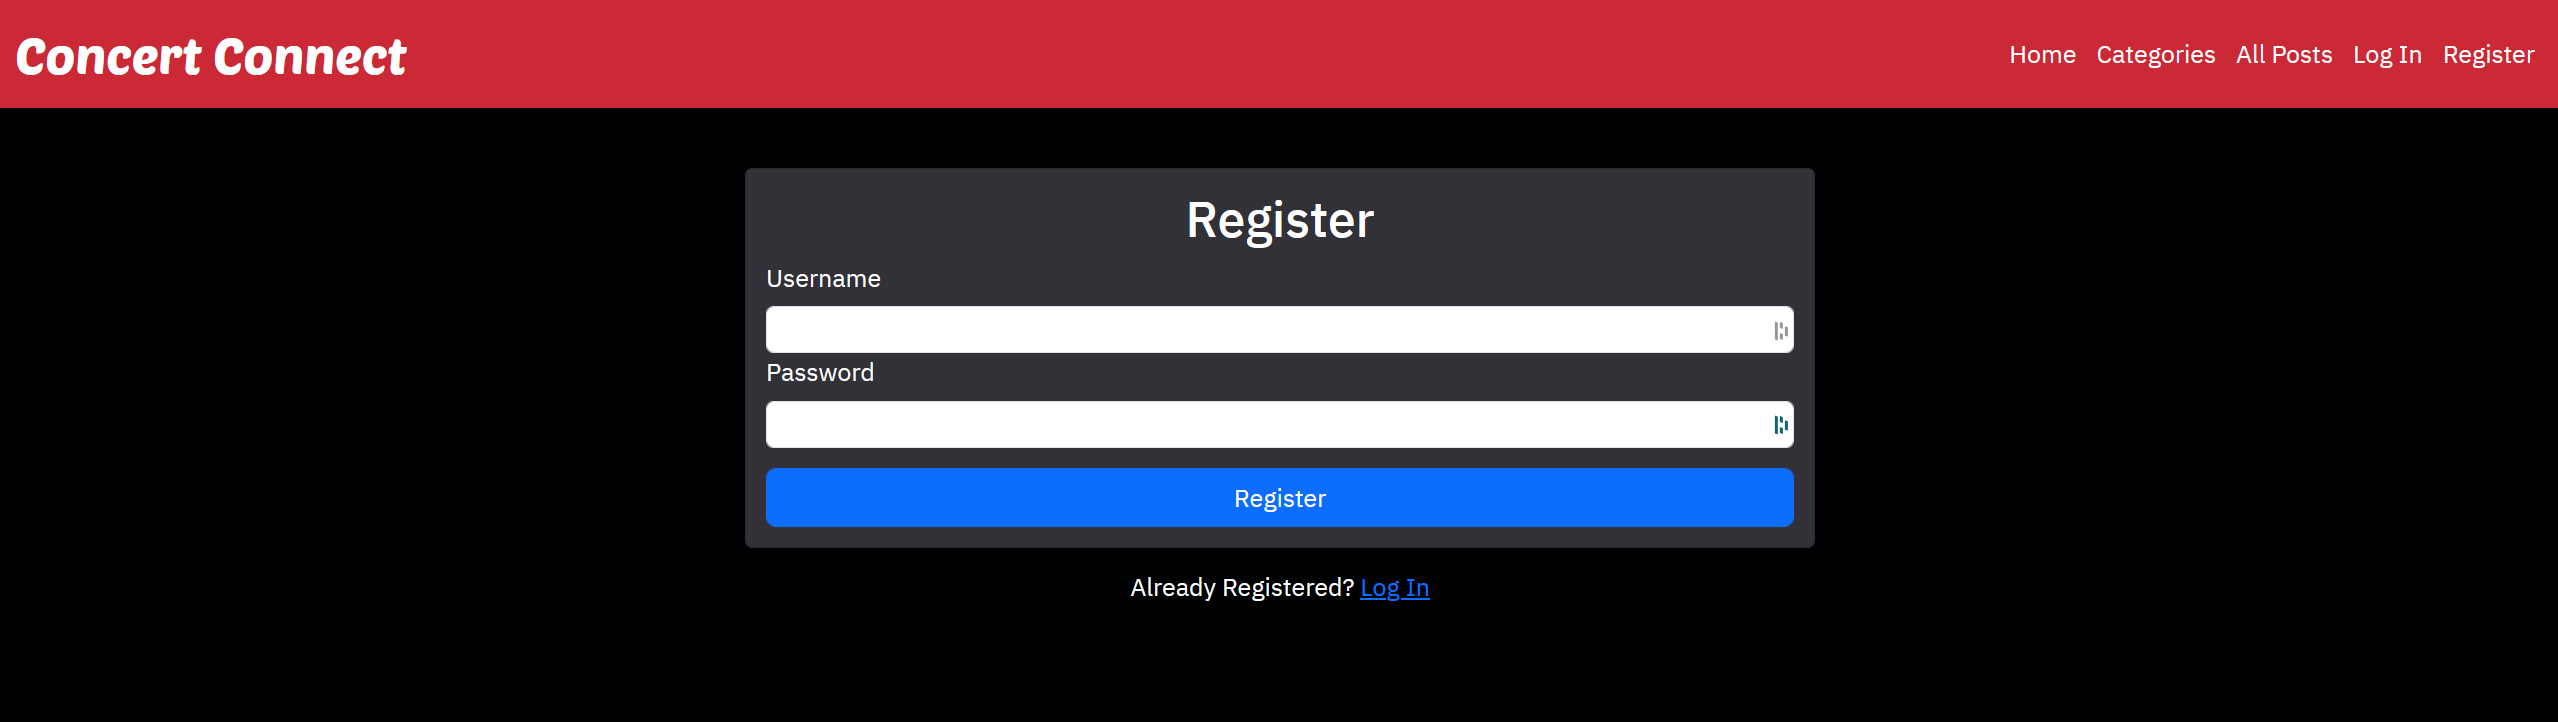 Concert Connect
Home Categories All Posts Log In Register
Register
Username
Password
Register
Already Registered? Log In